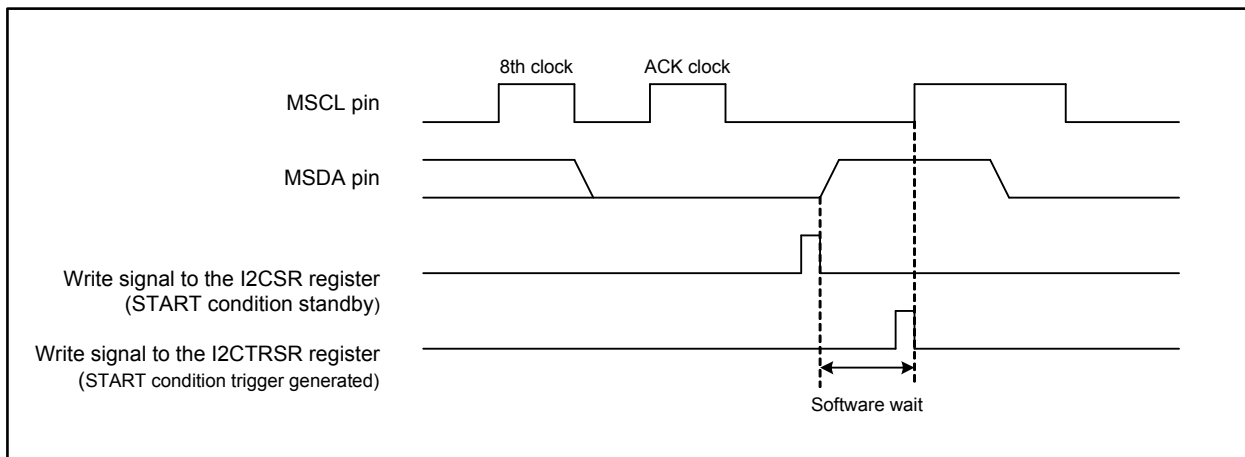 8th clock
ACK clock
MSCL pin
MSDA pin
Write signal to the I2CSR register
(START condition standby)
Write signal to the I2CTRSR register
(START condition trigger generated)
Software wait